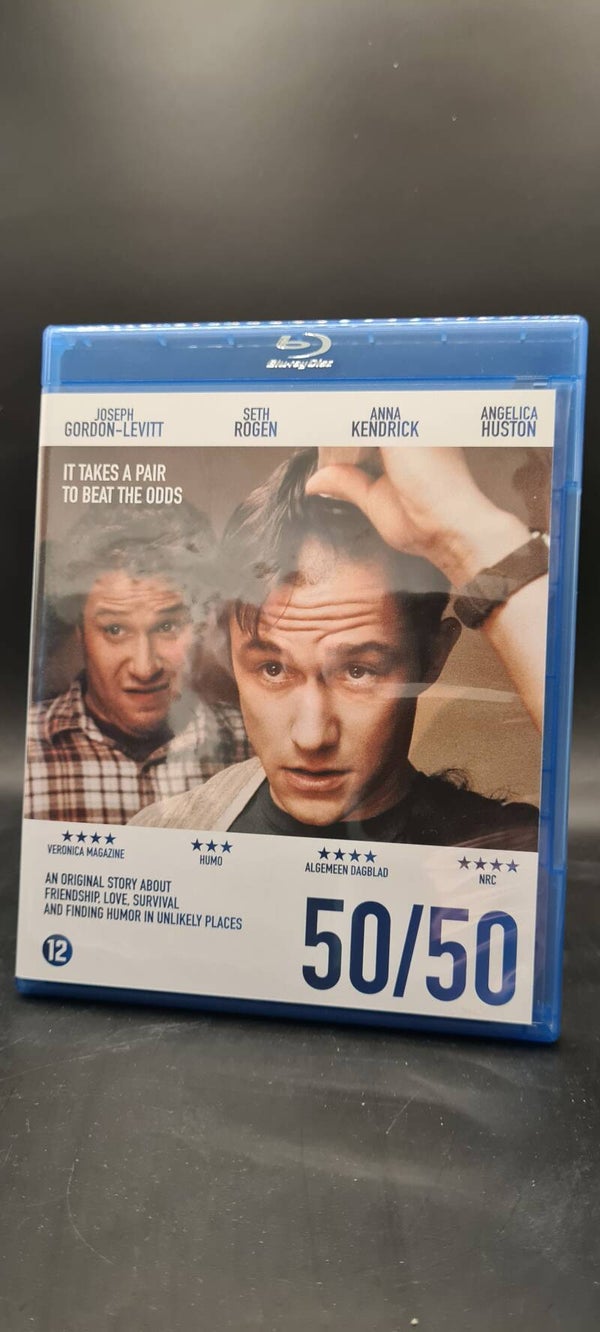 Blu-ray Disc
JOSEPH
GORDON-LEVITT
SETH
ROGEN
ANNA
KENDRICK
ANGELICA
HUSTON
IT TAKES A PAIR
TO BEAT THE ODDS
★★★★
VERONICA MAGAZINE
★★★
HUMO
★★★★
ALGEMEEN DAGBLAD
★★★★
NRC
AN ORIGINAL STORY ABOUT
FRIENDSHIP, LOVE, SURVIVAL
AND FINDING HUMOR IN UNLIKELY PLACES
12
50/50